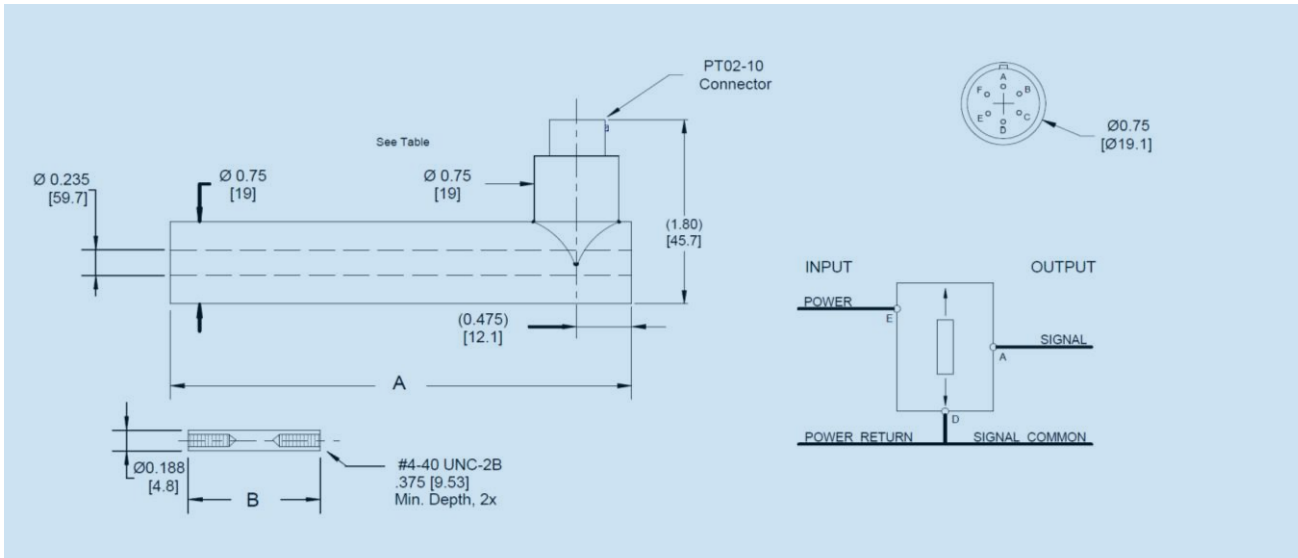 PT02-10
Connector
See Table
Ø 0.235
[59.7]
Ø 0.75
[19]
Ø 0.75
[19]
(1.80)
[45.7]
(0.475)
[12.1]
A
Ø0.188
[4.8]
B
#4-40 UNC-2B
.375 [9.53]
Min. Depth, 2x
A
F
B
E
C
D
Ø0.75
[Ø19.1]
INPUT
OUTPUT
POWER
E
SIGNAL
A
D
POWER RETURN
SIGNAL COMMON